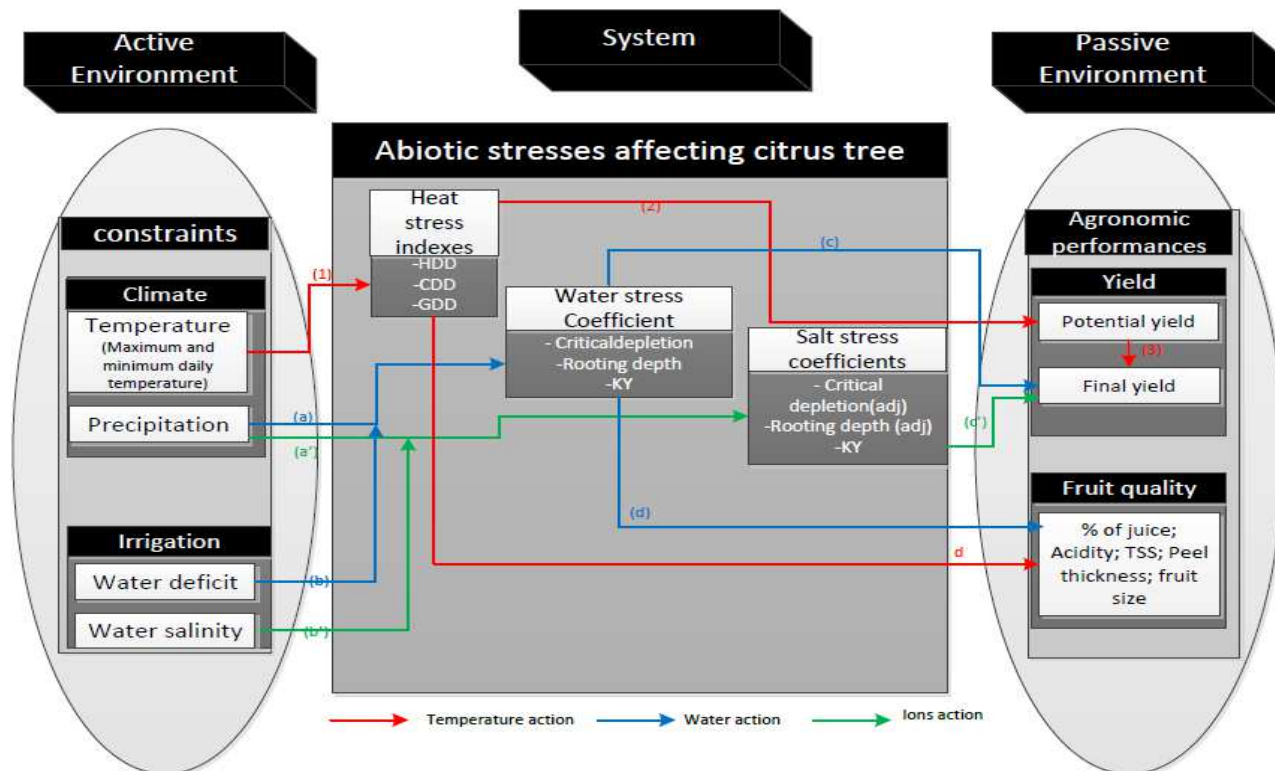 Active
Environment
System
Passive
Environment
Abiotic stresses affecting citrus tree
constraints
Climate
Temperature
(Maximum and
minimum daily
temperature)
Precipitation
Irrigation
Water deficit
Water salinity
(1)
(a)
(a')
(b)
(b')
Heat
stress
indexes
-HDD
-CDD
-GDD
Water stress
Coefficient
- Criticaldepletion
-Rooting depth
-KY
Salt stress
coefficients
- Critical
depletion(adj)
-Rooting depth (adj)
-KY
(2)
(c)
(c')
(d)
d
Agronomic
performances
Yield
Potential yield
(3)
Final yield
Fruit quality
% of juice;
Acidity; TSS; Peel
thickness; fruit
size
Temperature action
Water action
Ions action